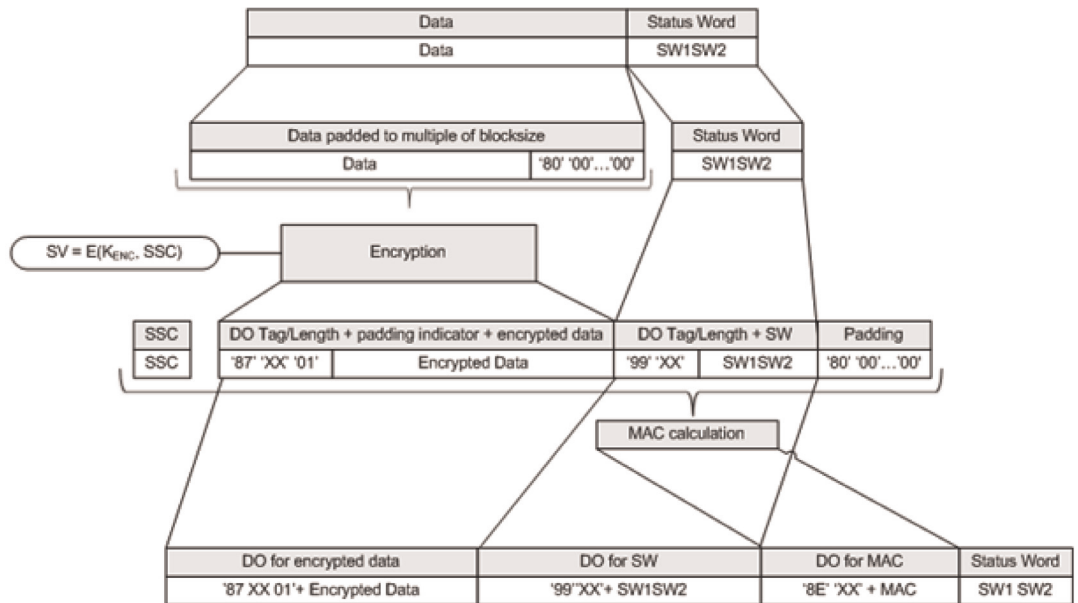 Data Status Word
Data SW1SW2
Data padded to multiple of blocksize Status Word
Data '80' '00'...'00' SW1SW2
SV = E(KENC, SSC) Encryption
SSC DO Tag/Length + padding indicator + encrypted data DO Tag/Length + SW Padding
SSC '87' 'XX' '01' Encrypted Data '99' 'XX' SW1SW2 '80' '00'...'00'
MAC calculation
DO for encrypted data DO for SW DO for MAC Status Word
'87 XX 01'+ Encrypted Data '99''XX'+ SW1SW2 '8E' 'XX' + MAC SW1 SW2